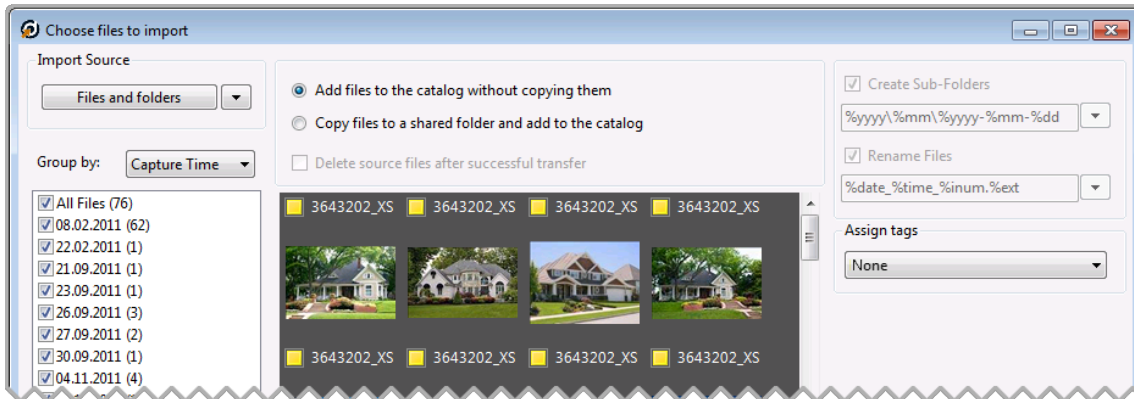 Choose files to import
Import Source
Files and folders
Add files to the catalog without copying them
Copy files to a shared folder and add to the catalog
Delete source files after successful transfer
Create Sub-Folders
%yyyy\%mm\%yyyy-%mm-%dd
Rename Files
%date_%time_%inum.%ext
Assign tags
None
Group by: Capture Time
All Files (76)
08.02.2011 (62)
22.02.2011 (1)
21.09.2011 (1)
23.09.2011 (1)
26.09.2011 (3)
27.09.2011 (2)
30.09.2011 (1)
04.11.2011 (4)
3643202_XS 3643202_XS 3643202_XS 3643202_XS
3643202_XS 3643202_XS 3643202_XS 3643202_XS